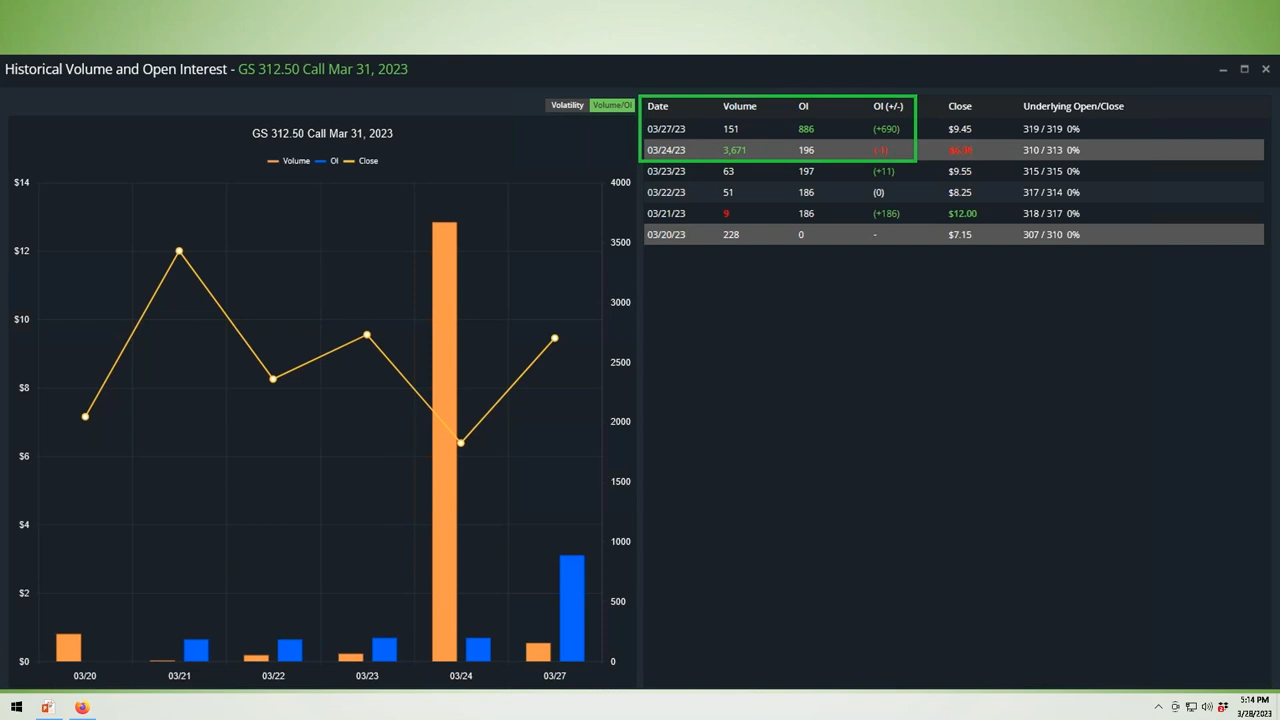 Historical Volume and Open Interest - GS 312.50 Call Mar 31, 2023
Volatility Volume/OI
GS 312.50 Call Mar 31, 2023
Volume OI Close
$14
$12
$10
$8
$6
$4
$2
$0
4000
3500
3000
2500
2000
1500
1000
500
0
03/20 03/21 03/22 03/23 03/24 03/27
Date Volume OI OI (+/-) Close Underlying Open/Close
03/27/23 151 886 (+690) $9.45 319 / 319 0%
03/24/23 3,671 196 (-1) 310 / 313 0%
03/23/23 63 197 (+11) $9.55 315 / 315 0%
03/22/23 51 186 (0) $8.25 317 / 314 0%
03/21/23 9 186 (+186) $12.00 318 / 317 0%
03/20/23 228 0 - $7.15 307 / 310 0%
5:14 PM
3/28/2023